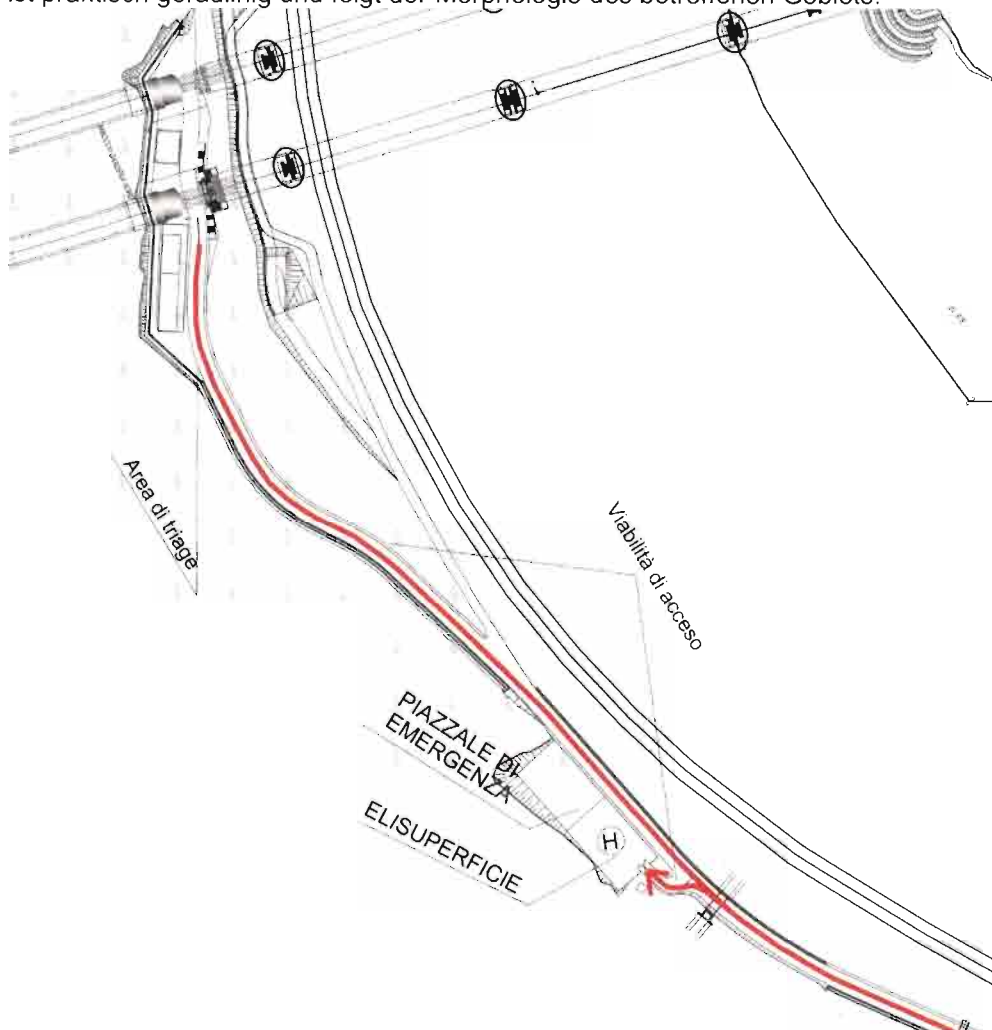 ist praktisch geradlinig und folgt der Morphologie des betroffenen Gebiets.
Area di triage
Viabilità di acceso
PIAZZALE DI
EMERGENZA
ELISUPERFICIE
H